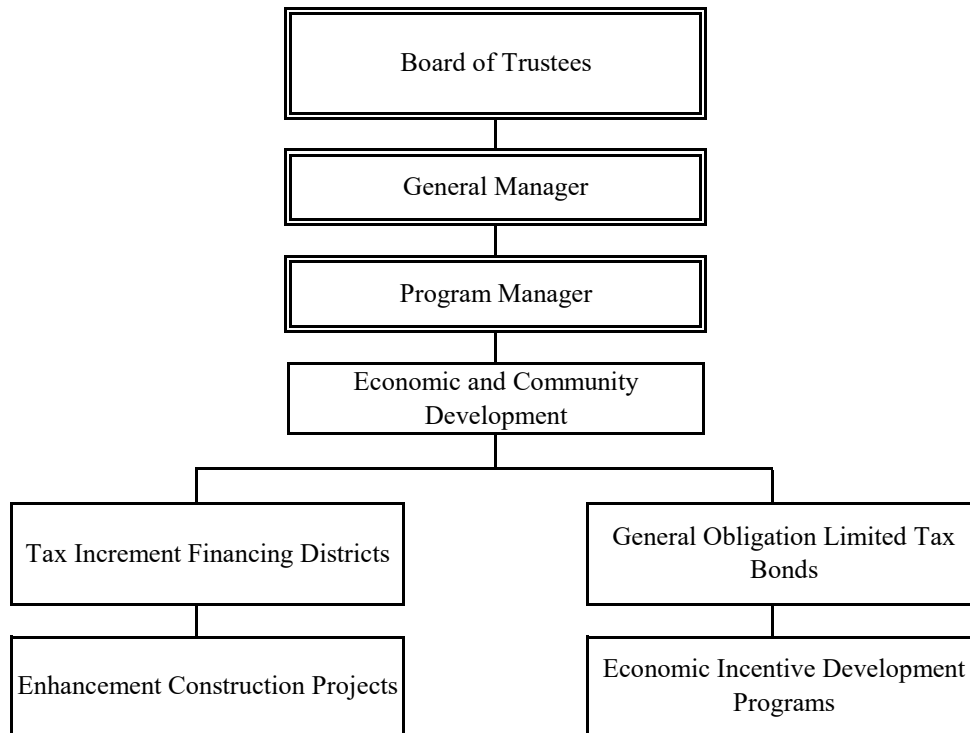 Board of Trustees
General Manager
Program Manager
Economic and Community
Development
Tax Increment Financing Districts
General Obligation Limited Tax
Bonds
Enhancement Construction Projects
Economic Incentive Development
Programs